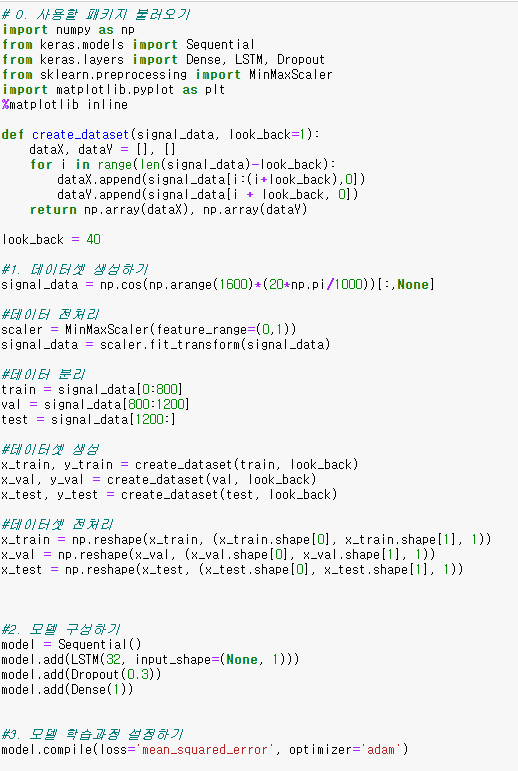 # 0. 사용할 패키지 불러오기
import numpy as np
from keras.models import Sequential
from keras.layers import Dense, LSTM, Dropout
from sklearn.preprocessing import MinMaxScaler
import matplotlib.pyplot as plt
%matplotlib inline

def create_dataset(signal_data, look_back=1):
    dataX, dataY = [], []
    for i in range(len(signal_data)-look_back):
        dataX.append(signal_data[i:(i+look_back),0])
        dataY.append(signal_data[i + look_back, 0])
    return np.array(dataX), np.array(dataY)

look_back = 40

#1. 데이터셋 생성하기
signal_data = np.cos(np.arange(1600)*(20*np.pi/1000))[:,None]

#데이터 전처리
scaler = MinMaxScaler(feature_range=(0,1))
signal_data = scaler.fit_transform(signal_data)

#데이터 분리
train = signal_data[0:800]
val = signal_data[800:1200]
test = signal_data[1200:]

#데이터셋 생성
x_train, y_train = create_dataset(train, look_back)
x_val, y_val = create_dataset(val, look_back)
x_test, y_test = create_dataset(test, look_back)

#데이터셋 전처리
x_train = np.reshape(x_train, (x_train.shape[0], x_train.shape[1], 1))
x_val = np.reshape(x_val, (x_val.shape[0], x_val.shape[1], 1))
x_test = np.reshape(x_test, (x_test.shape[0], x_test.shape[1], 1))

#2. 모델 구성하기
model = Sequential()
model.add(LSTM(32, input_shape=(None, 1)))
model.add(Dropout(0.3))
model.add(Dense(1))

#3. 모델 학습과정 설정하기
model.compile(loss='mean_squared_error', optimizer='adam')